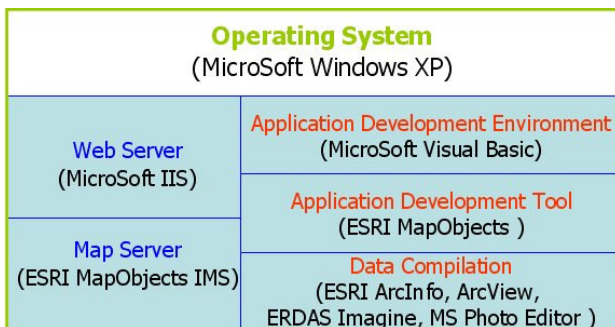 Operating System
(MicroSoft Windows XP)
Web Server
(MicroSoft IIS)
Map Server
(ESRI MapObjects IMS)
Application Development Environment
(MicroSoft Visual Basic)
Application Development Tool
(ESRI MapObjects )
Data Compilation
(ESRI ArcInfo, ArcView,
ERDAS Imagine, MS Photo Editor )